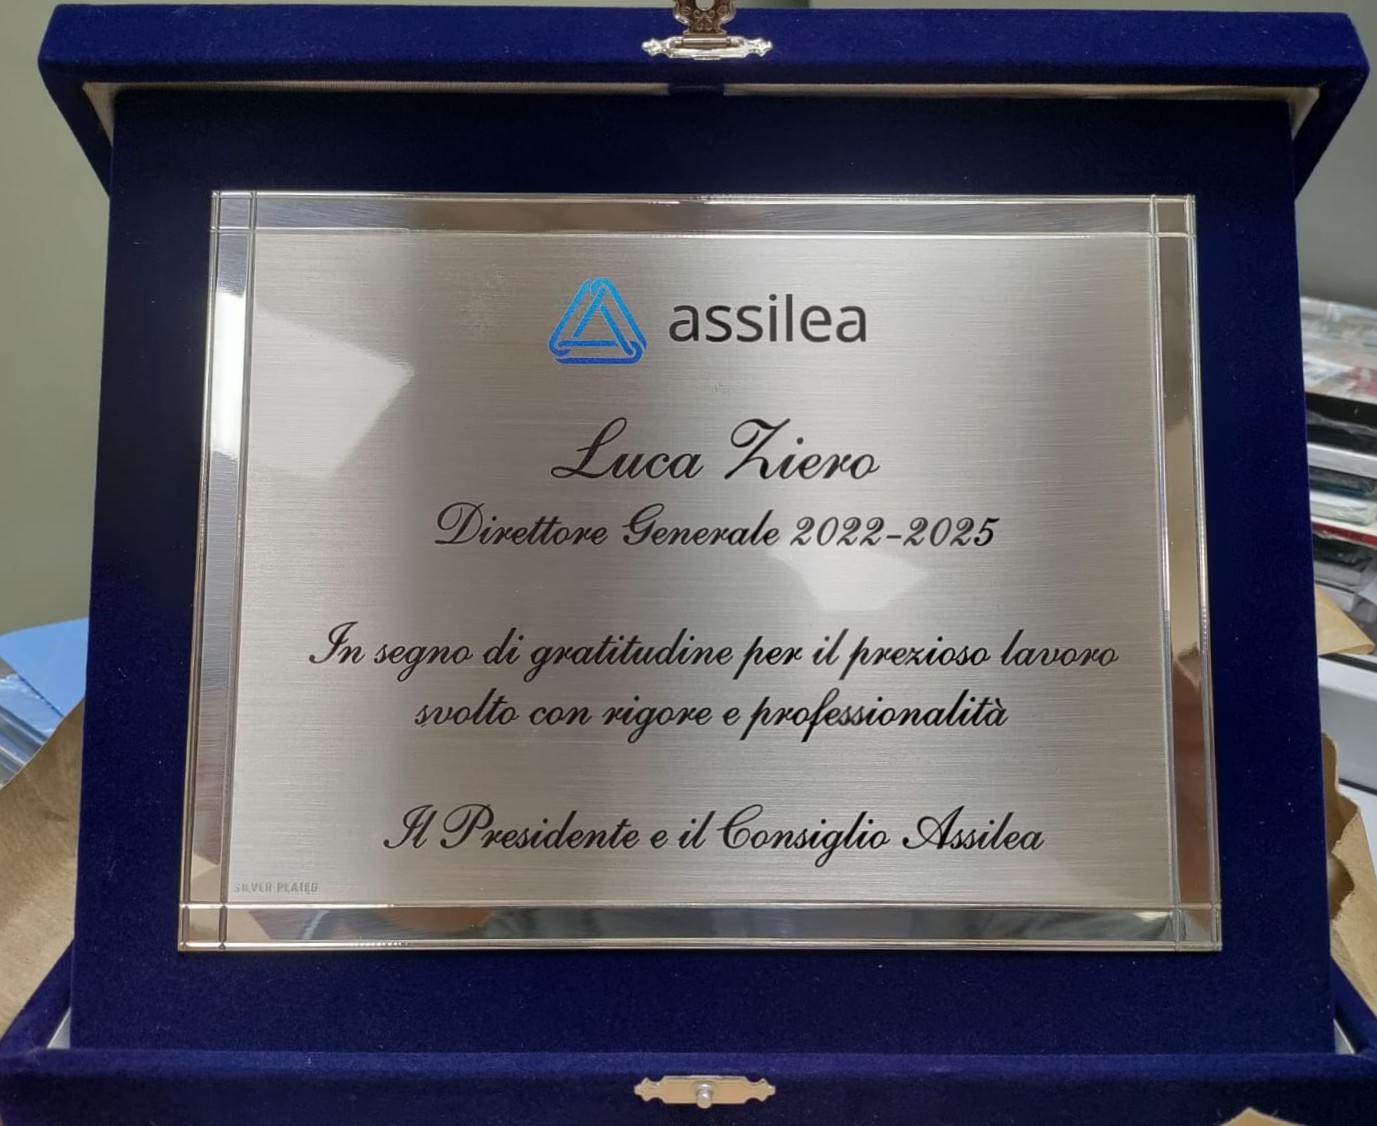 assilea
Luca Ziero
Direttore Generale 2022-2025
In segno di gratitudine per il prezioso lavoro
svolto con rigore e professionalità
Il Presidente e il Consiglio Assilea
SILVER PLATED